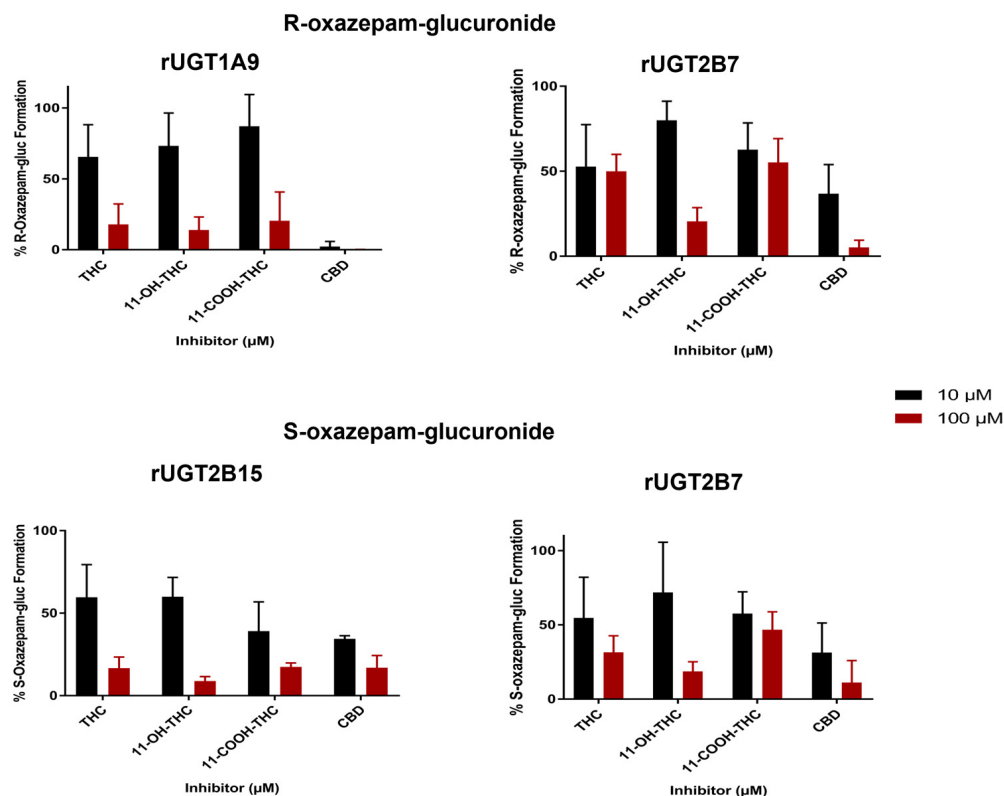 R-oxazepam-glucuronide
rUGT1A9
% R-Oxazepam-gluc Formation
100
50
0
THC
11-OH-THC
11-COOH-THC
CBD
Inhibitor (µM)
rUGT2B7
% R-oxazepam-gluc Formation
100
50
0
THC
11-OH-THC
11-COOH-THC
CBD
Inhibitor (µM)
10 µM
100 µM
S-oxazepam-glucuronide
rUGT2B15
% S-Oxazepam-gluc Formation
100
50
0
THC
11-OH-THC
11-COOH-THC
CBD
Inhibitor (µM)
rUGT2B7
% S-oxazepam-gluc Formation
100
50
0
THC
11-OH-THC
11-COOH-THC
CBD
Inhibitor (µM)